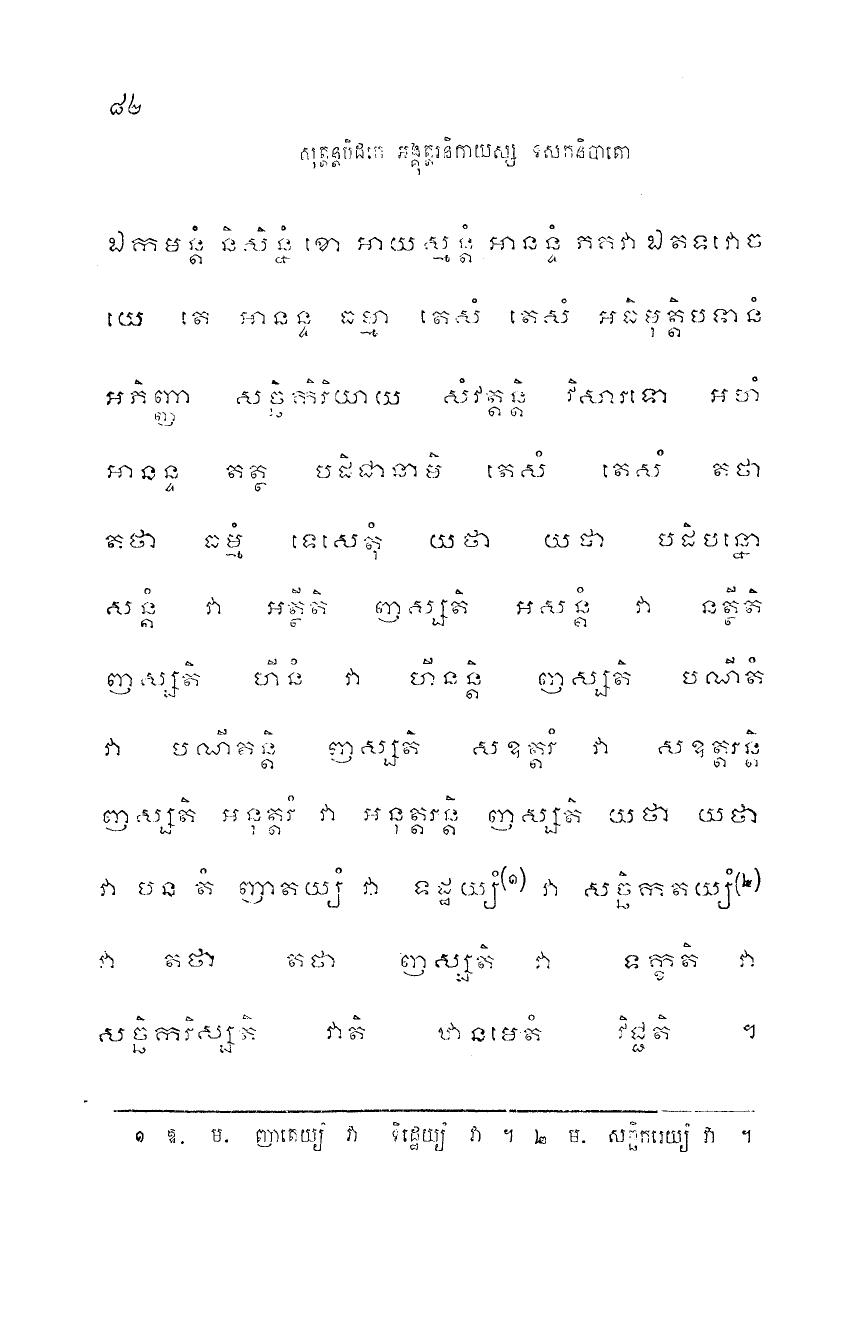 ៨២
សុត្តន្តបិដកេ អង្គុត្តរនិកាយស្ស ទសកនិបាតោ
ឯកមន្តំ និសិន្នំ ខោ អាយស្មន្តំ អានន្ទំ ភគវា ឯតទវោច
យេ តេ អានន្ទ ធម្មា តេសំ តេសំ អធិមុត្តិបទានំ
អភិញ្ញា សច្ឆិកិរិយាយ សំវត្តន្តិ វិសារទោ អហំ
អានន្ទ តត្ថ បដិជានាមិ តេសំ តេសំ តថា
តថា ធម្មំ ទេសេតុំ យថា យថា បដិបន្នោ
សន្តំ វា អត្ថីតិ ញស្សតិ អសន្តំ វា នត្ថីតិ
ញស្សតិ ហីនំ វា ហីនន្តិ ញស្សតិ បណីតំ
វា បណីតន្តិ ញស្សតិ សឧត្តរំ វា សឧត្តរន្តិ
ញស្សតិ អនុត្តរំ វា អនុត្តរន្តិ ញស្សតិ យថា យថា
វា បន តំ ញាតយ្យំ វា ទដ្ឋយ្យំ(១) វា សច្ឆិកតយ្យំ(២)
វា តថា តថា ញស្សតិ វា ទក្ខតិ វា
សច្ឆិករិស្សតិ វាតិ ឋានមេតំ វិជ្ជតិ ។
១ ឱ. ម. ញាតេយ្យំ វា ទិដ្ឋេយ្យំ វា ។ ២ ម. សច្ឆិករេយ្យំ វា ។